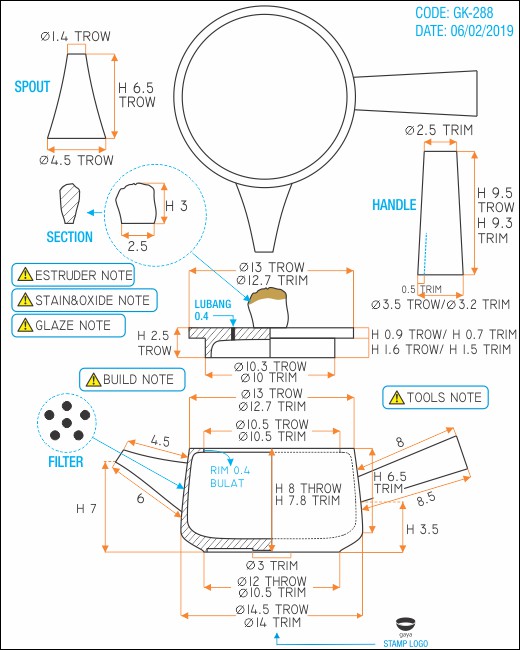 CODE: GK-288
DATE: 06/02/2019
Ø1.4 TROW
SPOUT
H 6.5
TROW
Ø4.5 TROW
Ø2.5 TRIM
HANDLE
H 9.5
TROW
H 9.3
TRIM
0.5 TRIM
Ø3.5 TROW/Ø3.2 TRIM
H 3
2.5
SECTION
ESTRUDER NOTE
STAIN&OXIDE NOTE
GLAZE NOTE
Ø13 TROW
Ø12.7 TRIM
LUBANG
0.4
H 2.5
TROW
H 0.9 TROW/ H 0.7 TRIM
H 1.6 TROW/ H 1.5 TRIM
Ø10.3 TROW
Ø10 TRIM
BUILD NOTE
TOOLS NOTE
Ø13 TROW
Ø12.7 TRIM
Ø10.5 TROW
Ø10.5 TRIM
FILTER
4.5
6
H 7
RIM 0.4
BULAT
H 8 THROW
H 7.8 TRIM
H 6.5
TRIM
8
8.5
H 3.5
Ø3 TRIM
Ø12 THROW
Ø10.5 TRIM
Ø14.5 TROW
Ø14 TRIM
gaya
STAMP LOGO